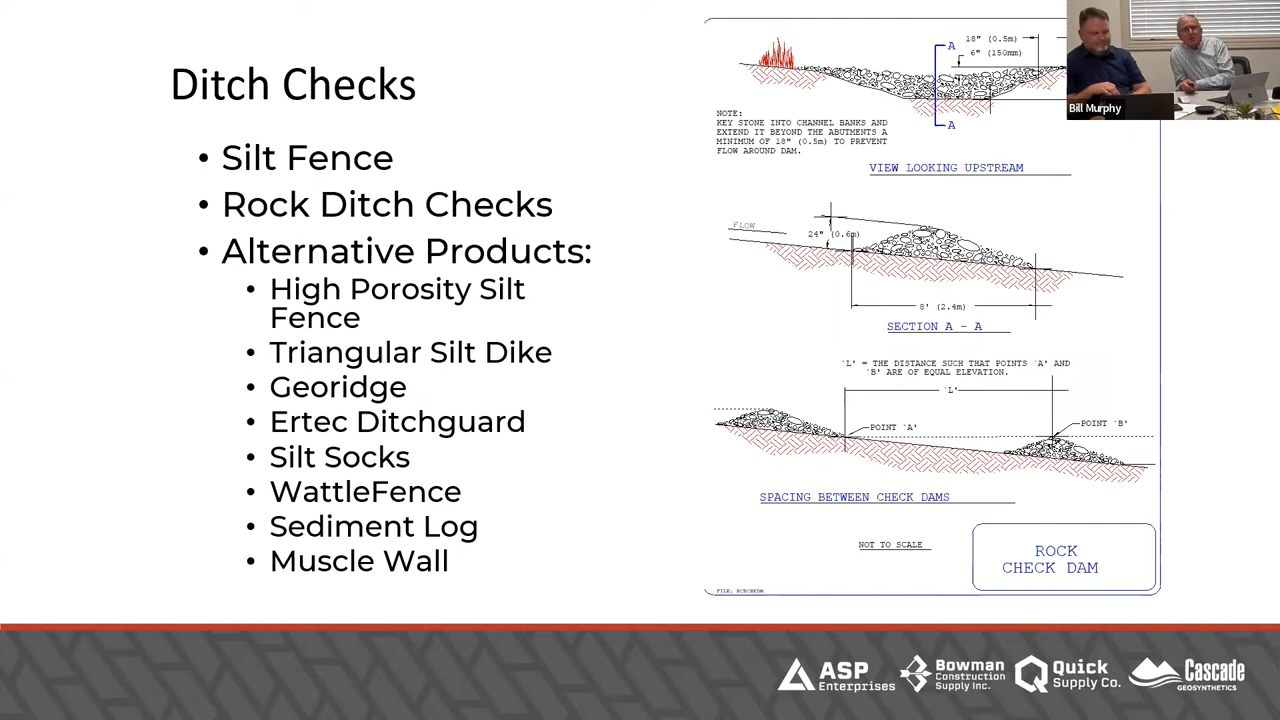 Ditch Checks
• Silt Fence
• Rock Ditch Checks
• Alternative Products:
• High Porosity Silt
Fence
• Triangular Silt Dike
• Georidge
• Ertec Ditchguard
• Silt Socks
• WattleFence
• Sediment Log
• Muscle Wall
A
18" (0.5m)
6" (150mm)
NOTE:
KEY STONE INTO CHANNEL BANKS AND
EXTEND IT BEYOND THE ABUTMENTS A
MINIMUM OF 18" (0.5m) TO PREVENT
FLOW AROUND DAM.
A
VIEW LOOKING UPSTREAM
FLOW
24" (0.6m)
8' (2.4m)
SECTION A - A
`L' = THE DISTANCE SUCH THAT POINTS `A' AND
`B' ARE OF EQUAL ELEVATION.
`L'
POINT `A'
POINT `B'
SPACING BETWEEN CHECK DAMS
NOT TO SCALE
ROCK
CHECK DAM
Bill Murphy
ASP
Enterprises
Bowman
Construction
Supply Inc.
Quick
Supply Co.
Cascade
GEOSYNTHETICS